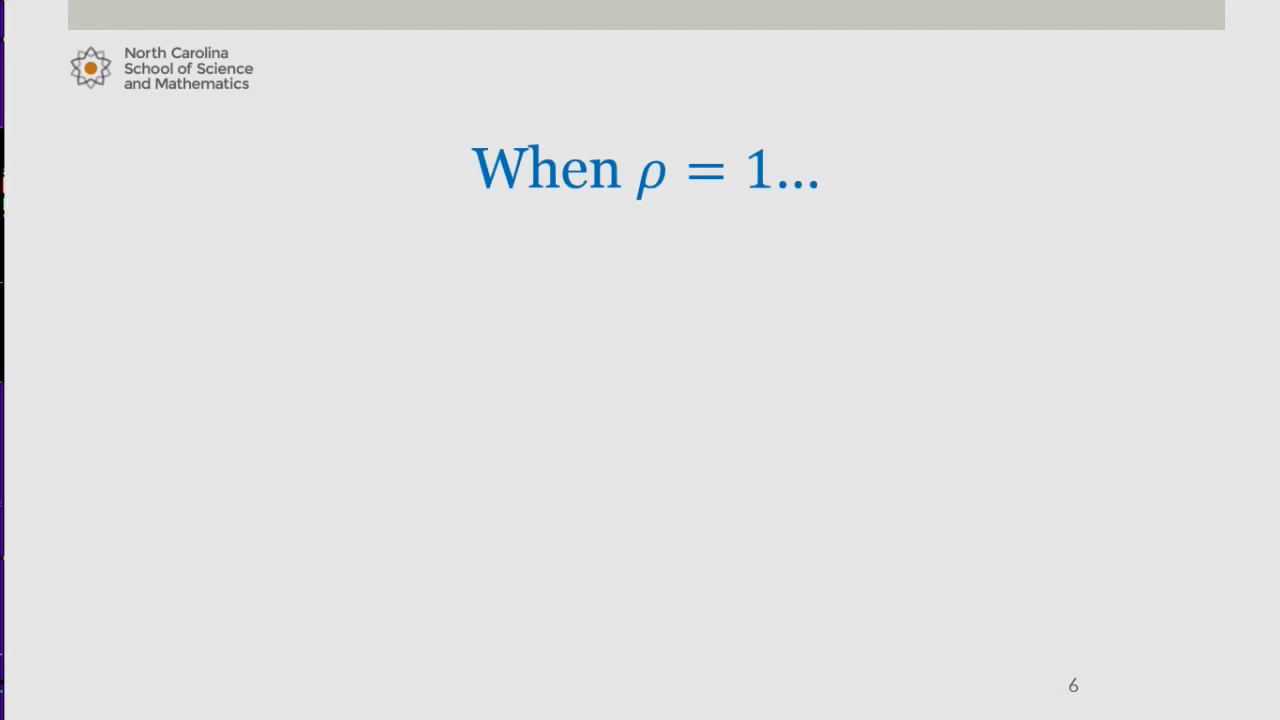 North Carolina
School of Science
and Mathematics
When ρ = 1...
6